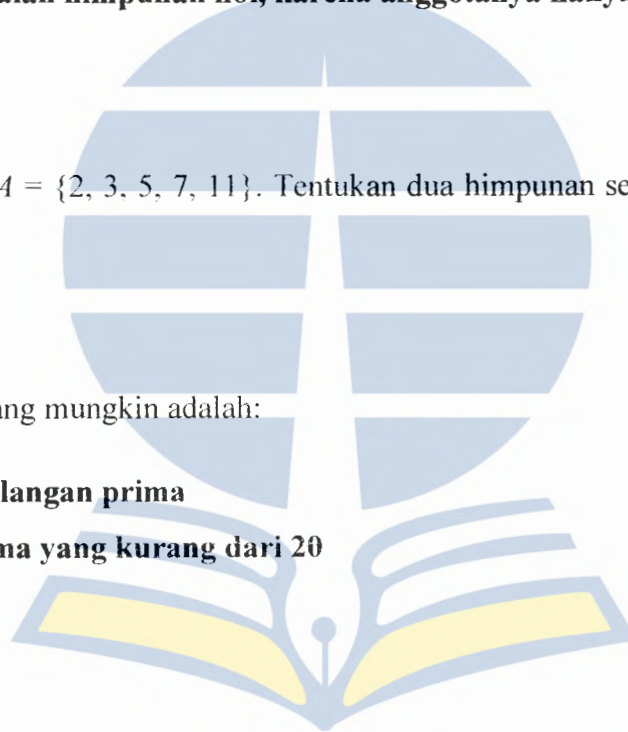 himpunan nol, karena anggotanya hanya
A = {2, 3, 5, 7, 11}. Tentukan dua himpunan se
ang mungkin adalah:
langan prima
ma yang kurang dari 20